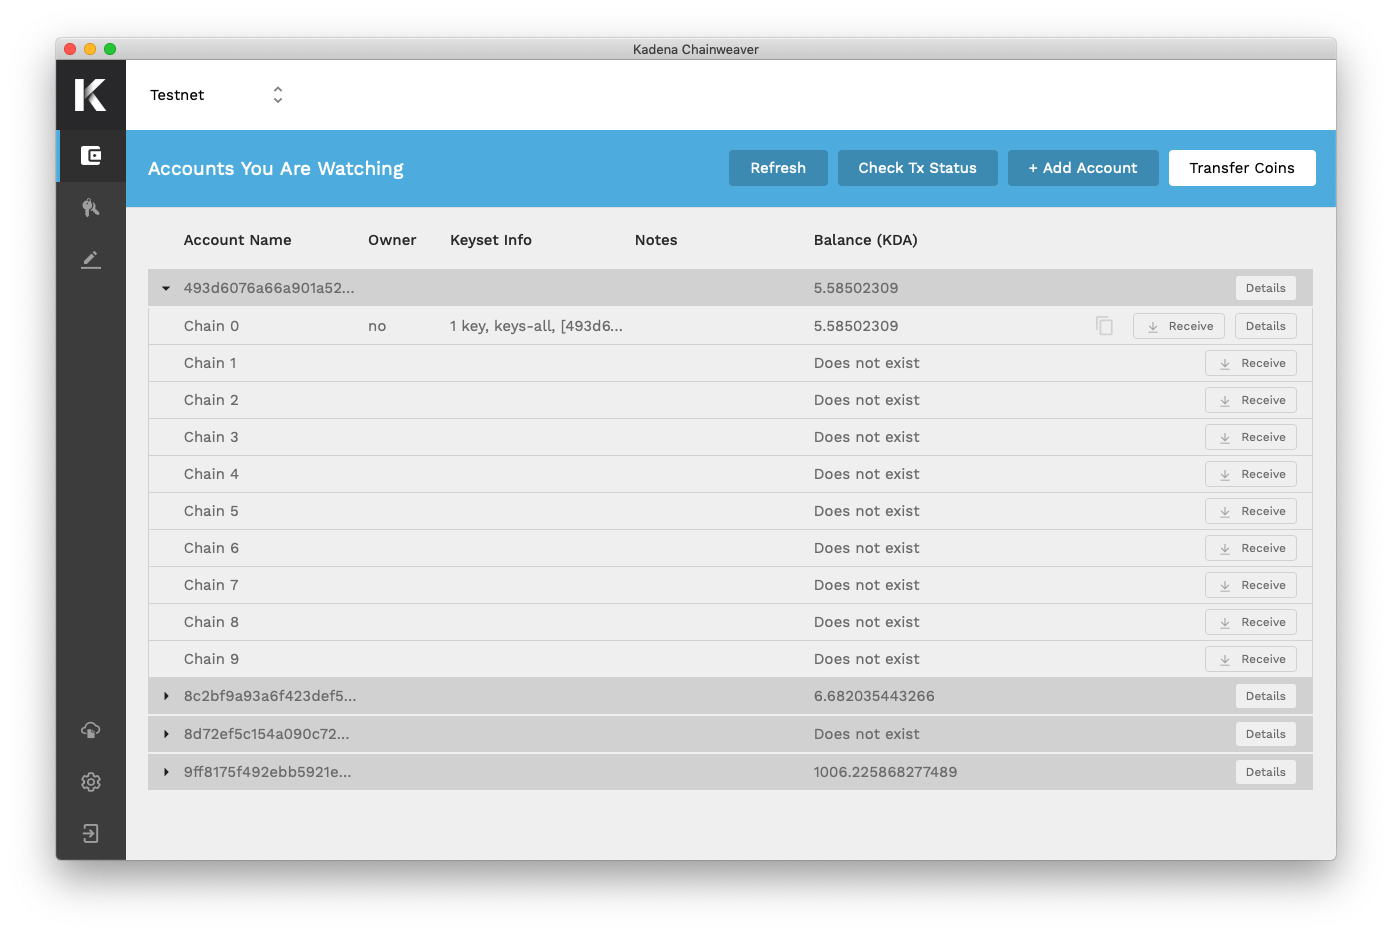 Kadena Chainweaver
Testnet
Accounts You Are Watching Refresh Check Tx Status + Add Account Transfer Coins
Account Name Owner Keyset Info Notes Balance (KDA)
493d6076a66a901a52... 5.58502309 Details
Chain 0 no 1 key, keys-all, [493d6... 5.58502309 Receive Details
Chain 1 Does not exist Receive
Chain 2 Does not exist Receive
Chain 3 Does not exist Receive
Chain 4 Does not exist Receive
Chain 5 Does not exist Receive
Chain 6 Does not exist Receive
Chain 7 Does not exist Receive
Chain 8 Does not exist Receive
Chain 9 Does not exist Receive
8c2bf9a93a6f423def5... 6.682035443266 Details
8d72ef5c154a090c72... Does not exist Details
9ff8175f492ebb5921e... 1006.225868277489 Details